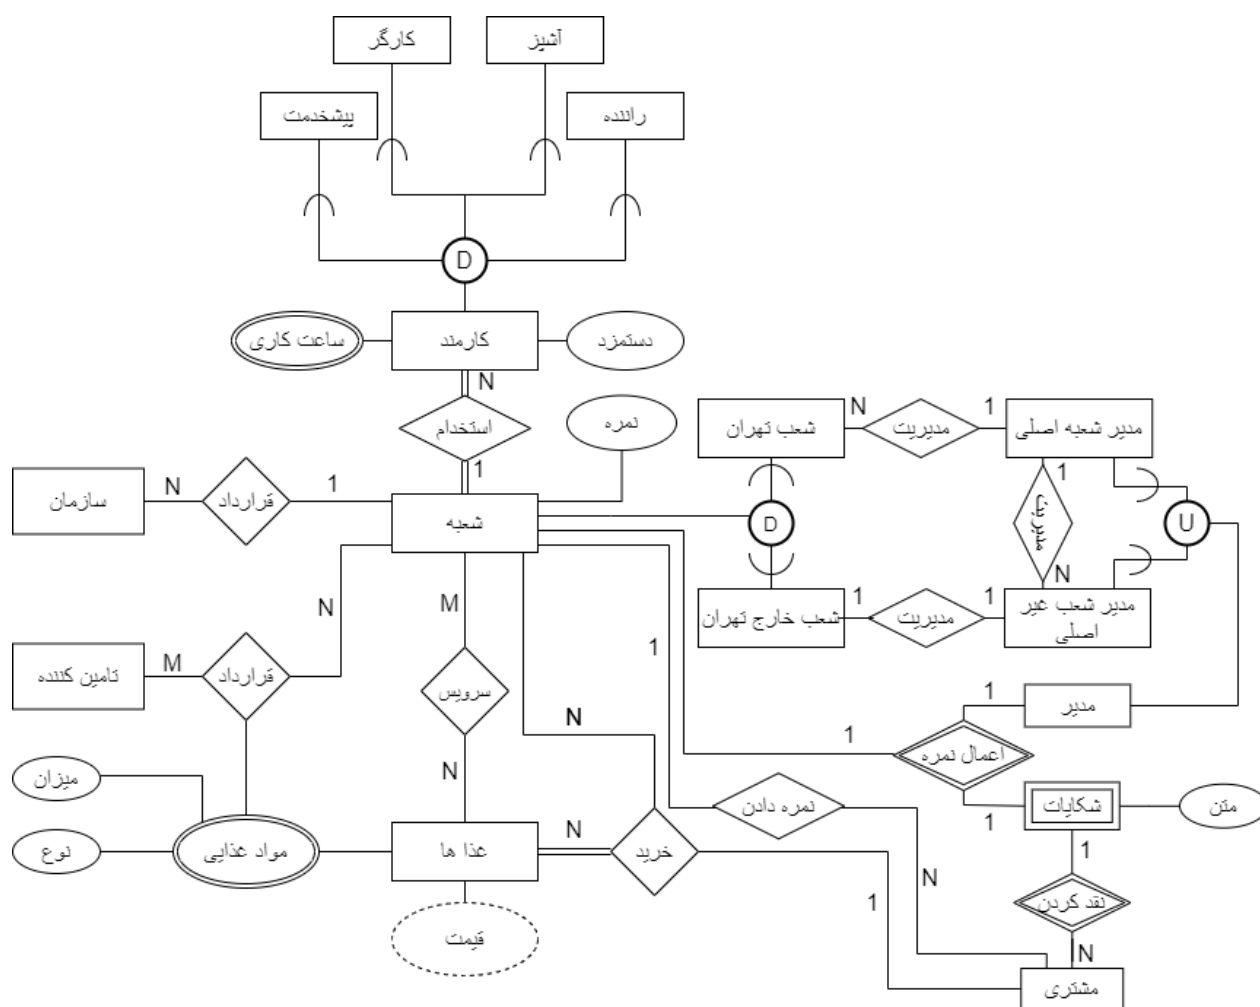 کارگر
آشپز
پیشخدمت
راننده
D
ساعت کاری
کارمند
دستمزد
N
استخدام
1
نمره
شعب تهران
N
مدیریت
1
مدیر شعبه اصلی
سازمان
N
قرارداد
1
شعبه
D
1
مدیریت
N
U
تامین کننده
M
قرارداد
N
M
سرویس
N
1
شعب خارج تهران
1
مدیریت
1
مدیر شعب غیر
اصلی
مدیر
1
1
اعمال نمره
1
شکایات
متن
میزان
نوع
مواد غذایی
غذا ها
قیمت
N
N
خرید
1
نمره دادن
N
1
نقد کردن
N
مشتری